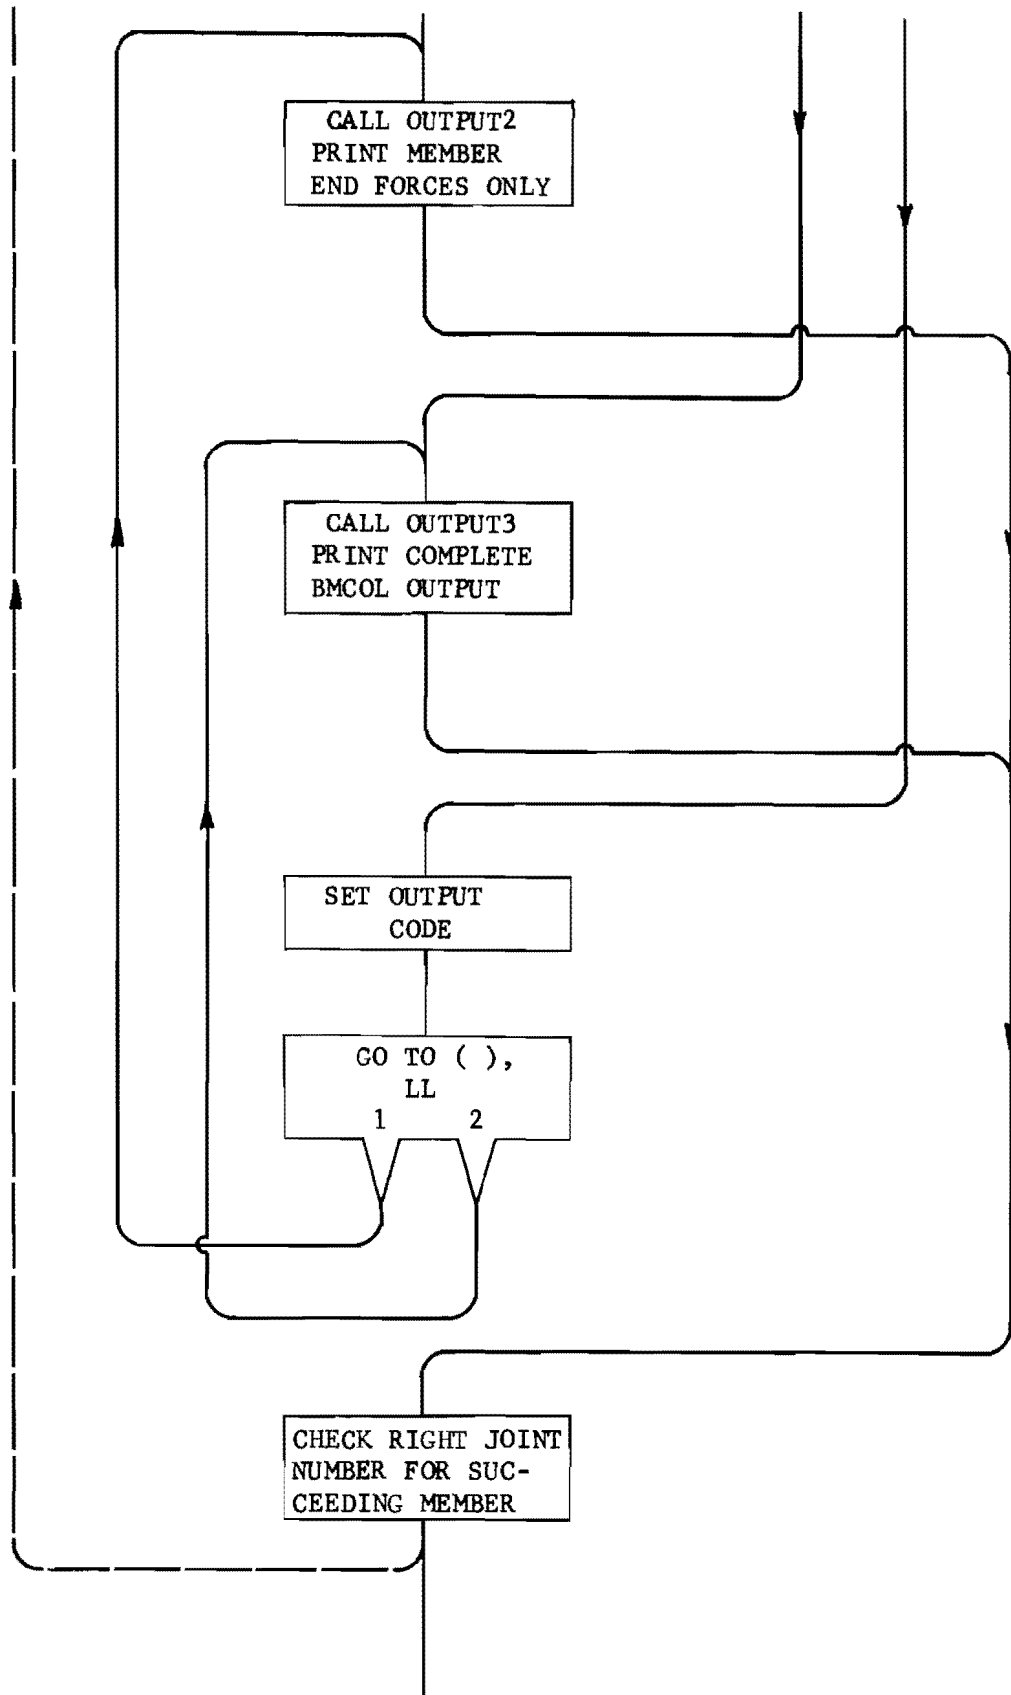 CALL OUTPUT2
PRINT MEMBER
END FORCES ONLY
CALL OUTPUT3
PRINT COMPLETE
BMCOL OUTPUT
SET OUTPUT
CODE
GO TO ( ),
LL
1 2
CHECK RIGHT JOINT
NUMBER FOR SUC-
CEEDING MEMBER